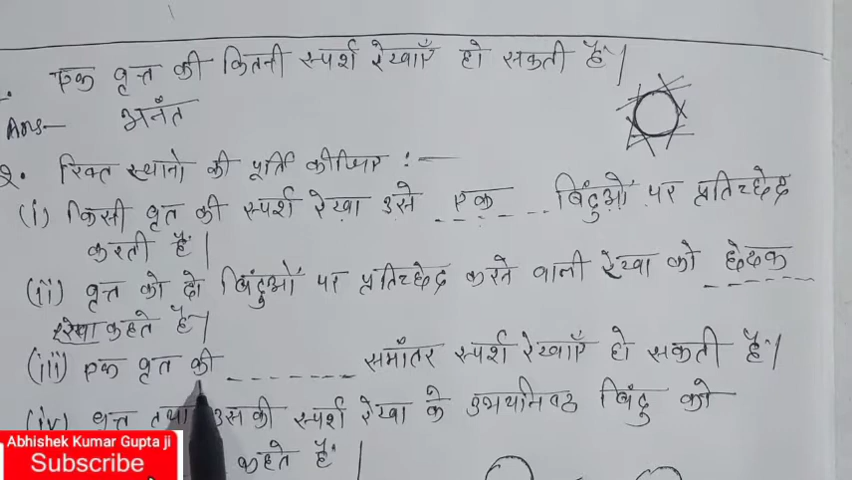 एक वृत्त की कितनी स्पर्श रेखाएँ हो सकती हैं।
Ans— अनंत
2. रिक्त स्थानो की पूर्ति कीजिए :—
(i) किसी वृत की स्पर्श रेखा उसे एक बिंदुओं पर प्रतिच्छेद
करती हैं।
(ii) वृत्त को दो बिंदुओं पर प्रतिच्छेद करने वाली रेखा को छेदक
रेखा कहते हैं।
(iii) एक वृत्त की _ _ _ _ _ _ समाँतर स्पर्श रेखाएँ हो सकती हैं।
(iv) वृत्त तथा उसकी स्पर्श रेखा के उभयनिष्ठ बिंदु को
कहते हैं।
Abhishek Kumar Gupta ji
Subscribe